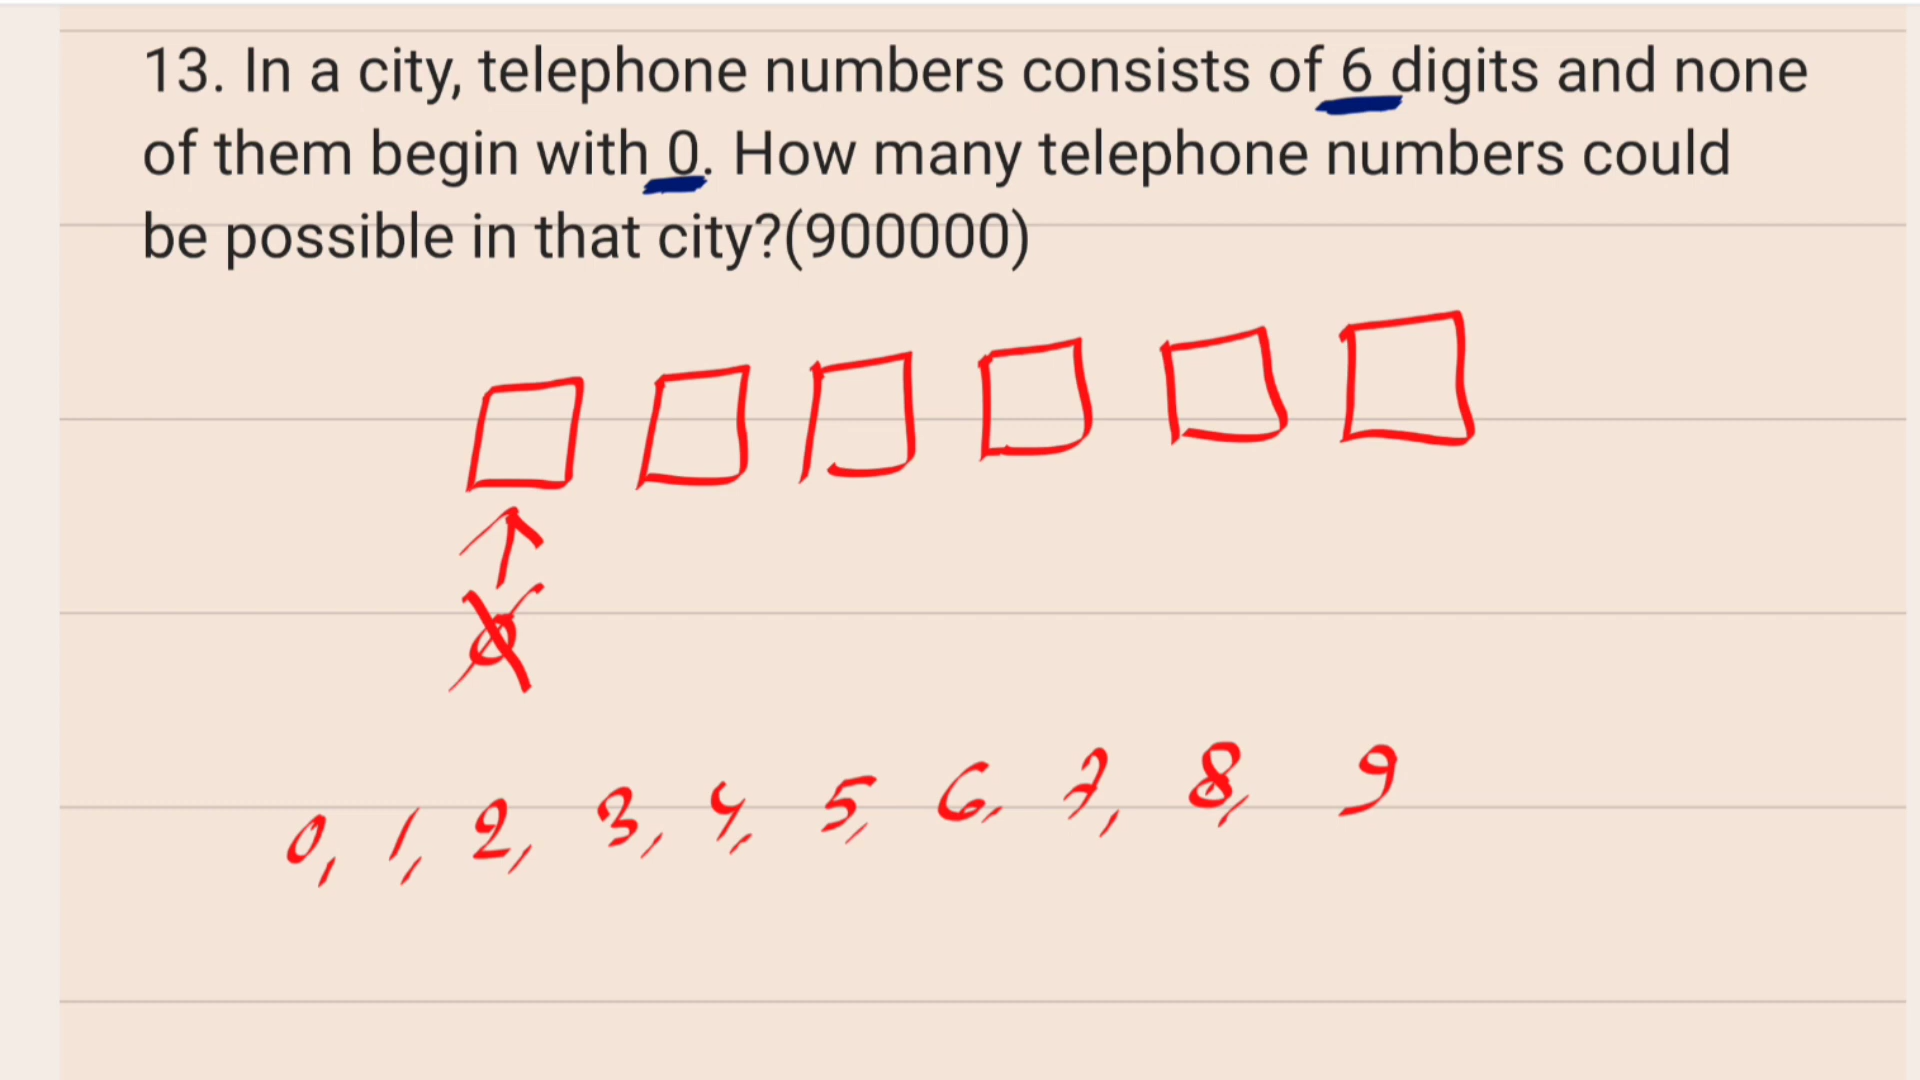 13. In a city, telephone numbers consists of 6 digits and none
of them begin with 0. How many telephone numbers could
be possible in that city?(900000)
0
0, 1, 2, 3, 4, 5, 6, 7, 8, 9